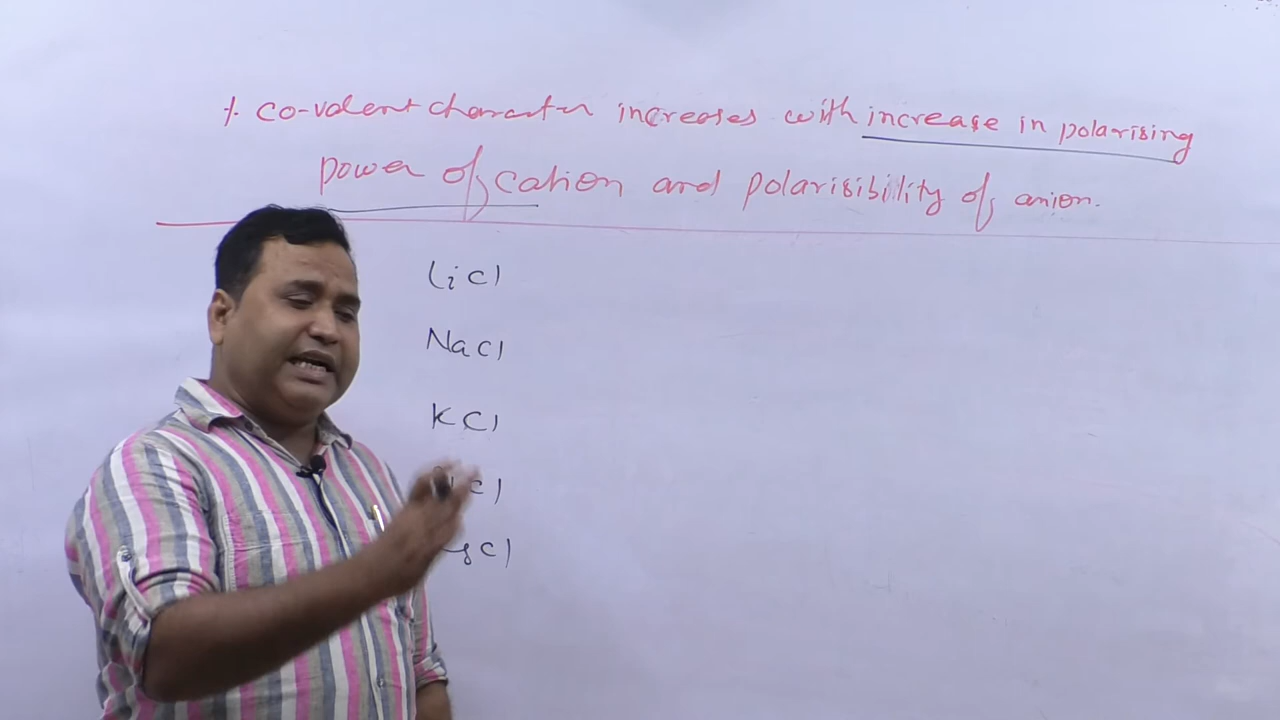 % co-valent character increases with increase in polarising
power of cation and polarisibility of anion.
LiCl
NaCl
KCl